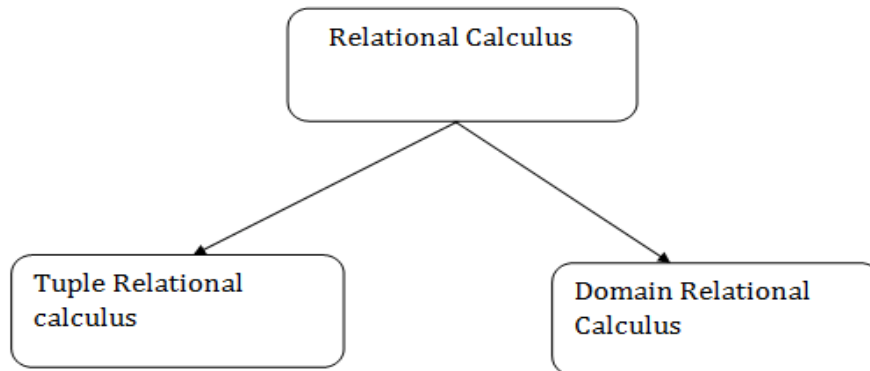 Relational Calculus
Tuple Relational
calculus
Domain Relational
Calculus